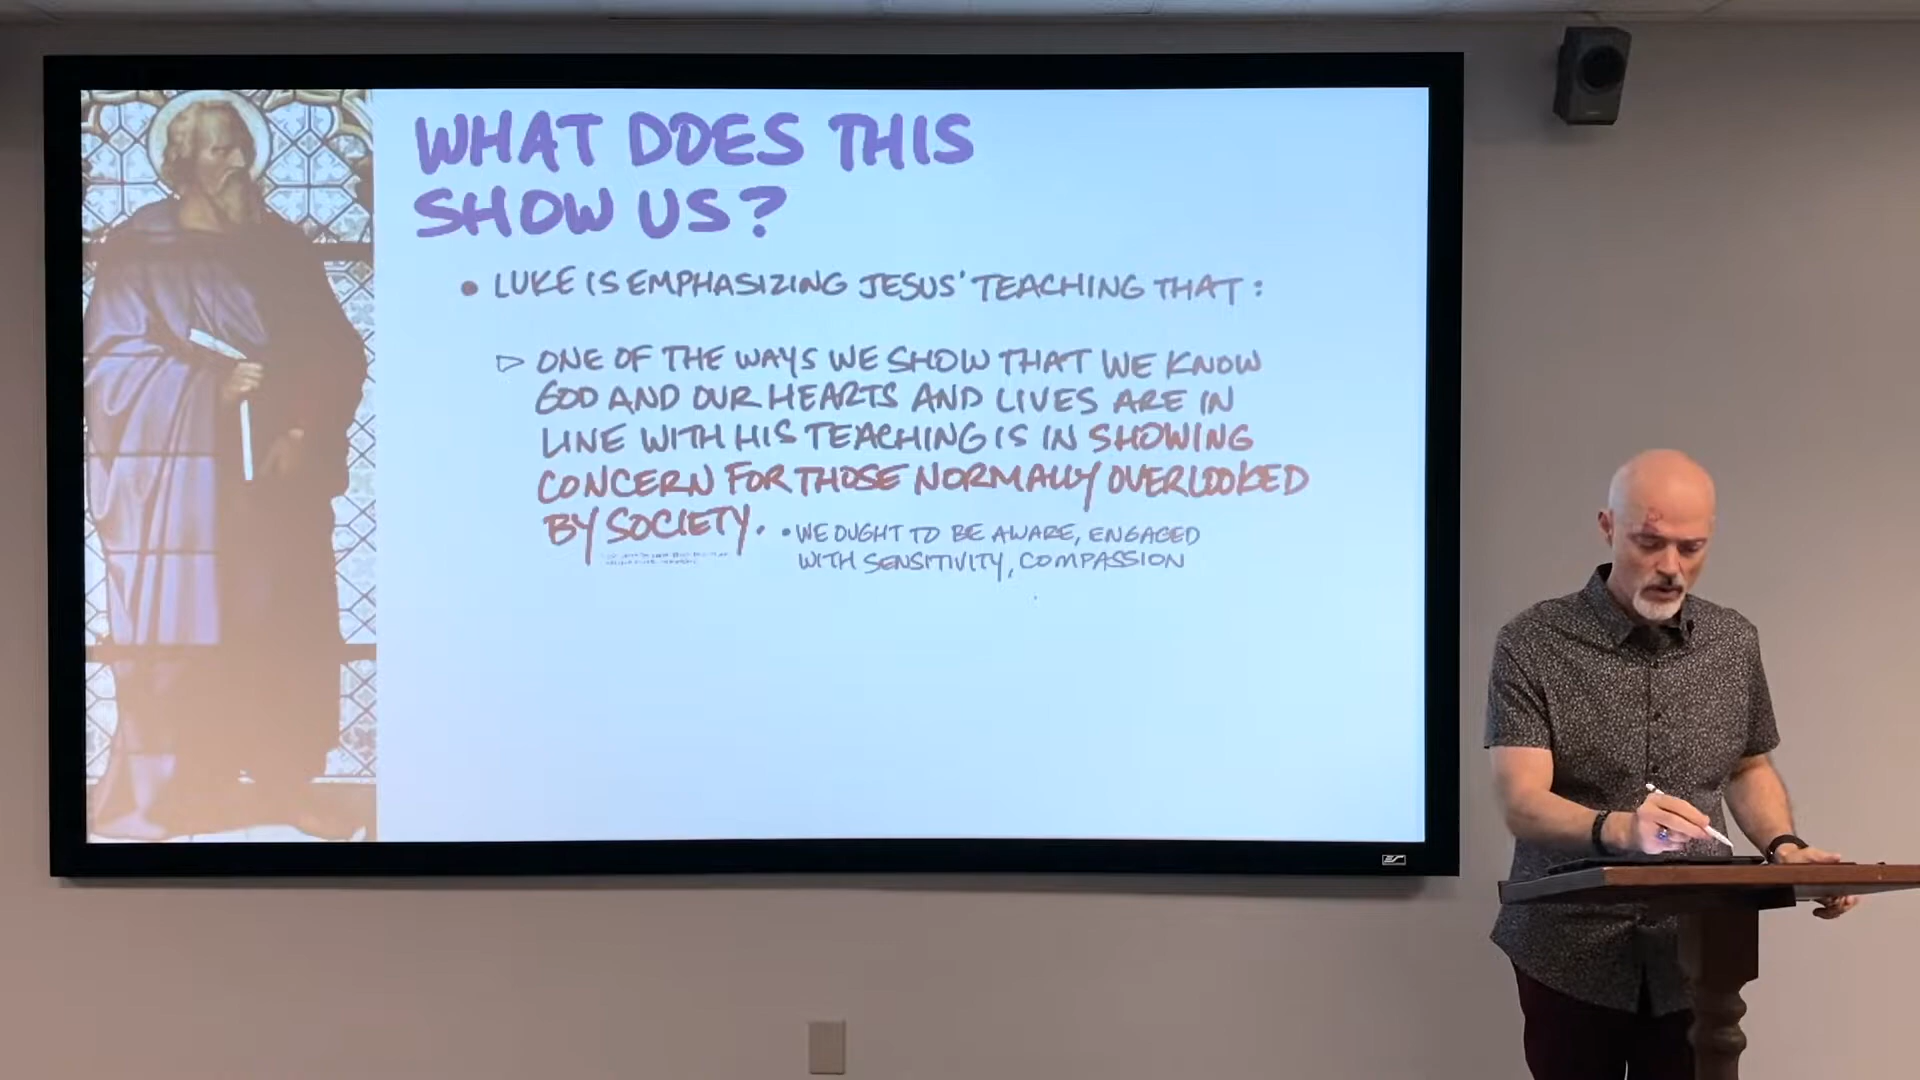 WHAT DOES THIS
SHOW US?
• LUKE IS EMPHASIZING JESUS' TEACHING THAT:
▷ ONE OF THE WAYS WE SHOW THAT WE KNOW
GOD AND OUR HEARTS AND LIVES ARE IN
LINE WITH HIS TEACHING IS IN SHOWING
CONCERN FOR THOSE NORMALLY OVERLOOKED
BY SOCIETY.
• WE OUGHT TO BE AWARE, ENGAGED
WITH SENSITIVITY, COMPASSION